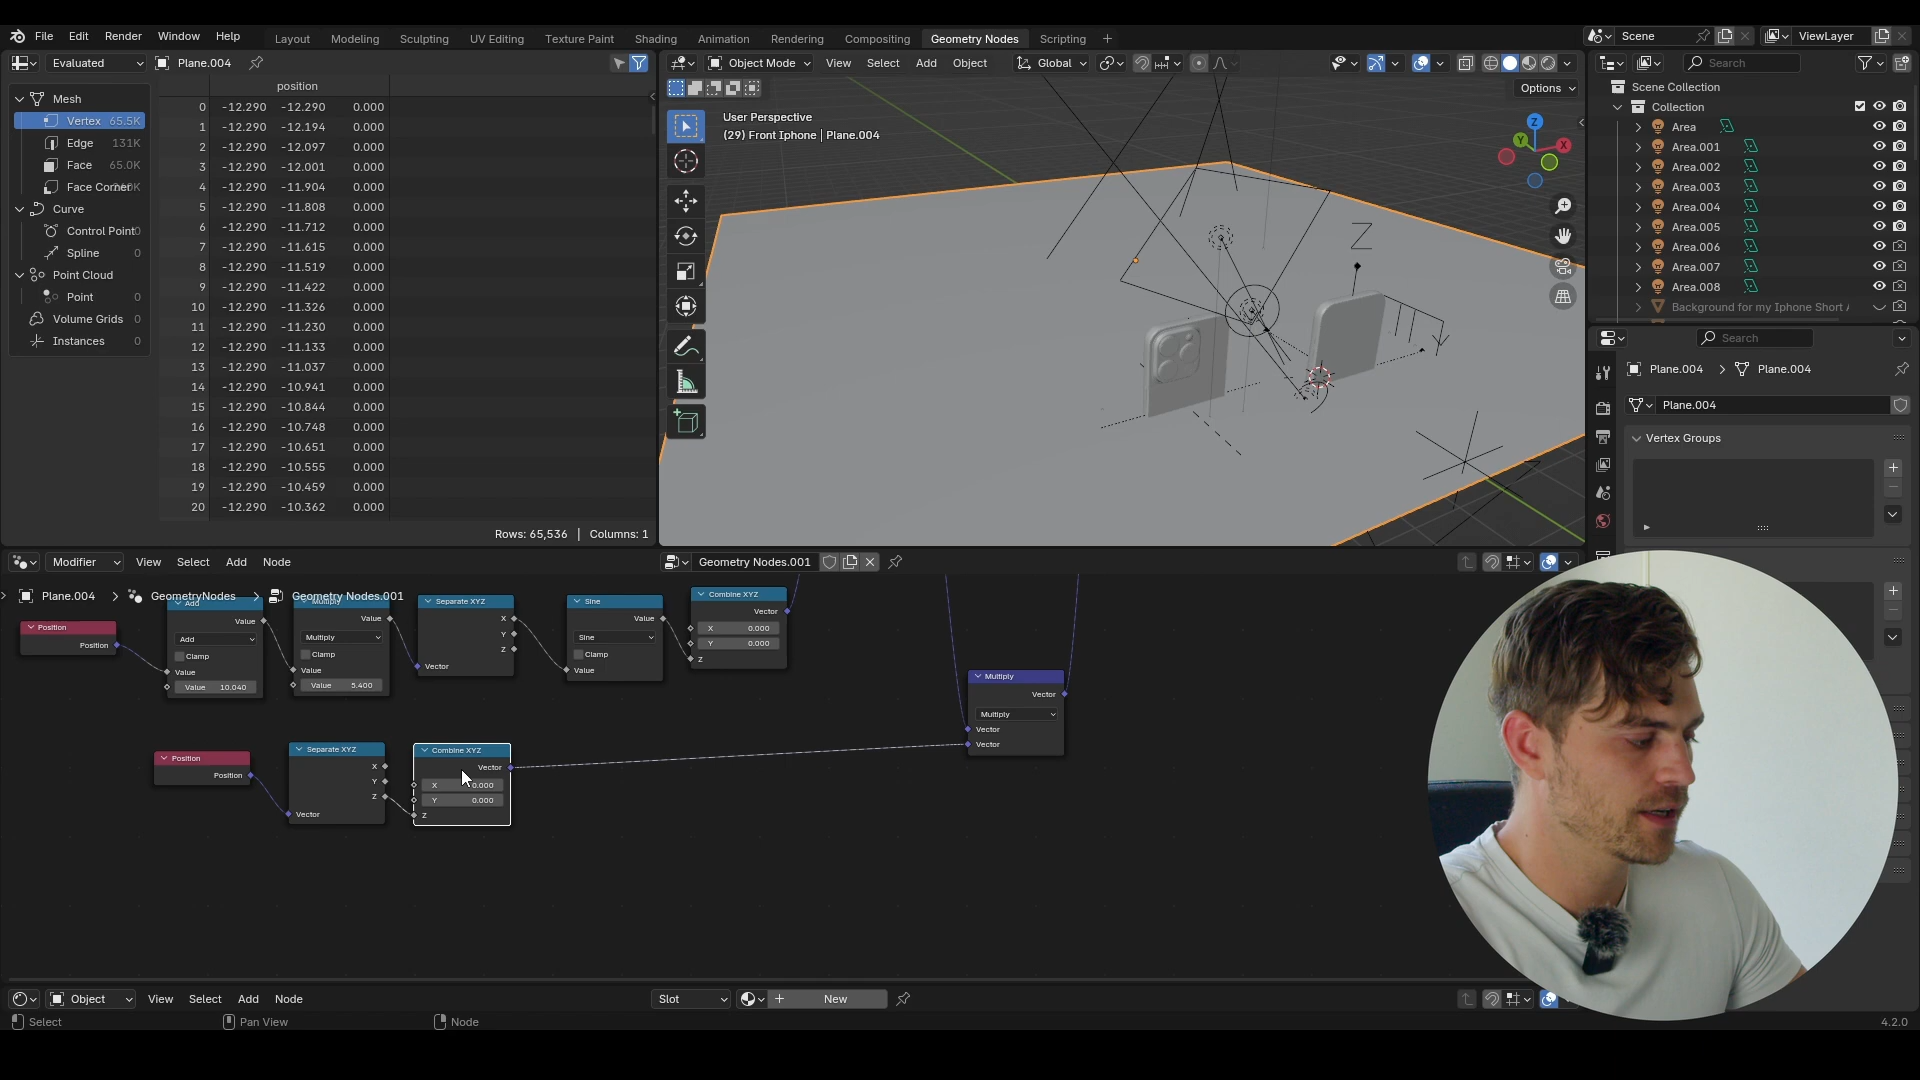 File Edit Render Window Help
Layout Modeling Sculpting UV Editing Texture Paint Shading Animation Rendering Compositing Geometry Nodes Scripting +
Scene
ViewLayer
Evaluated
Plane.004
Object Mode View Select Add Object
Global
Search
position
Options
Mesh
Vertex 65.5K
Edge 131K
Face 65.0K
Curve
Control Point 0
Spline 0
Point Cloud
Point 0
Volume Grids 0
Instances 0
0 -12.290 -12.290 0.000
1 -12.290 -12.194 0.000
2 -12.290 -12.097 0.000
3 -12.290 -12.001 0.000
4 -12.290 -11.904 0.000
5 -12.290 -11.808 0.000
6 -12.290 -11.712 0.000
7 -12.290 -11.615 0.000
8 -12.290 -11.519 0.000
9 -12.290 -11.422 0.000
10 -12.290 -11.326 0.000
11 -12.290 -11.230 0.000
12 -12.290 -11.133 0.000
13 -12.290 -11.037 0.000
14 -12.290 -10.941 0.000
15 -12.290 -10.844 0.000
16 -12.290 -10.748 0.000
17 -12.290 -10.651 0.000
18 -12.290 -10.555 0.000
19 -12.290 -10.459 0.000
20 -12.290 -10.362 0.000
Rows: 65,536 | Columns: 1
User Perspective
(29) Front Iphone | Plane.004
Z
Y
X
Z
Y
Scene Collection
Collection
Area
Area.001
Area.002
Area.003
Area.004
Area.005
Area.006
Area.007
Area.008
Background for my Iphone Short
Search
Plane.004 > Plane.004
Plane.004
Vertex Groups
Modifier View Select Add Node
Geometry Nodes.001
Plane.004 > GeometryNodes > Geometry Nodes.001
Position
Position
Add
Value
Add
Clamp
Value
Value 10.040
Multiply
Value
Multiply
Clamp
Value
Value 5.400
Separate XYZ
X
Y
Z
Vector
Sine
Value
Sine
Clamp
Value
Combine XYZ
Vector
X 0.000
Y 0.000
Z
Multiply
Vector
Multiply
Vector
Vector
Position
Position
Separate XYZ
X
Y
Z
Vector
Combine XYZ
Vector
X 0.000
Y 0.000
Z
Object View Select Add Node
Slot
New
Select
Pan View
Node
4.2.0